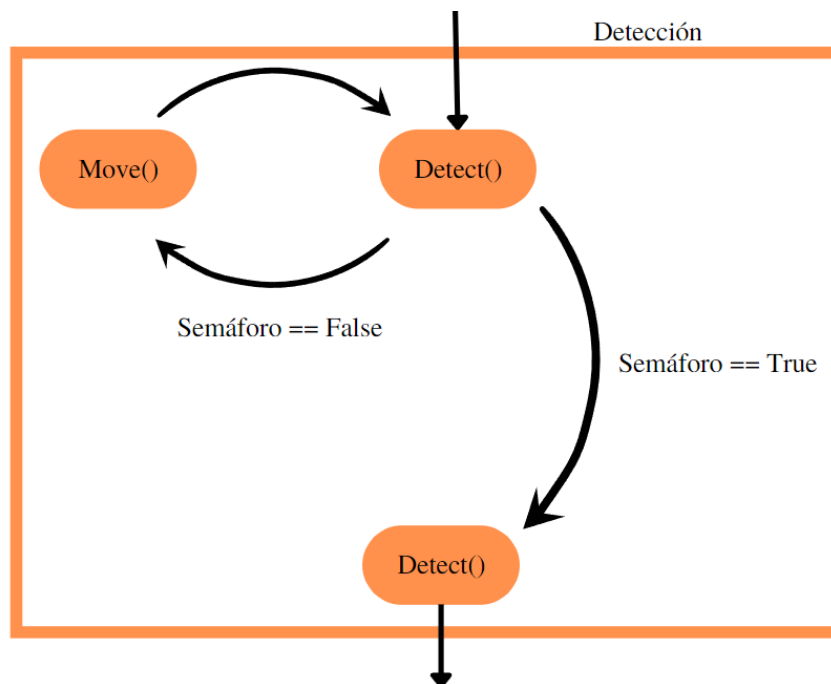 Detección
Move()
Detect()
Semáforo == False
Semáforo == True
Detect()